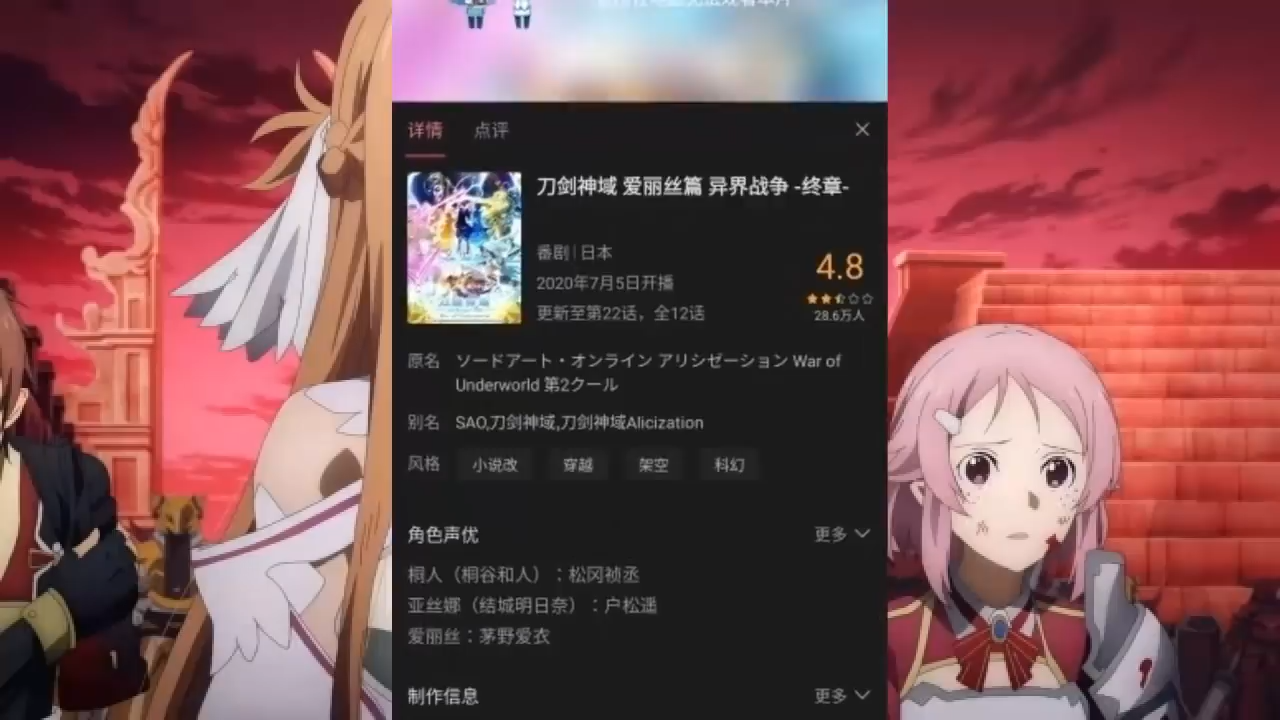 详情
点评
刀剑神域 爱丽丝篇 异界战争 -终章-
番剧|日本
2020年7月5日开播
更新至第22话，全12话
4.8
28.6万人
原名 ソードアート・オンライン アリシゼーション War of
Underworld 第2クール
别名 SAO,刀剑神域,刀剑神域Alicization
风格 小说改 穿越 架空 科幻
角色声优 更多
桐人（桐谷和人）：松冈祯丞
亚丝娜（结城明日奈）：户松遥
爱丽丝：茅野爱衣
制作信息 更多